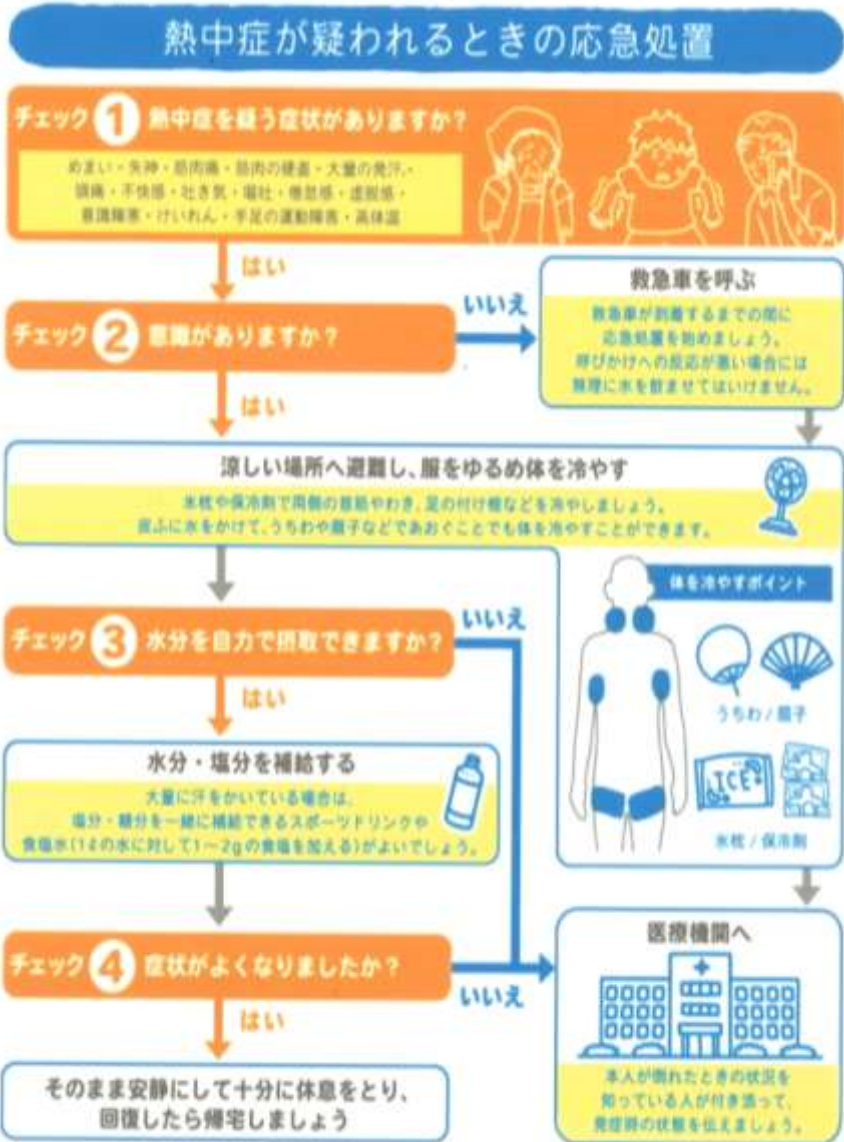 熱中症が疑われるときの応急処置
チェック 1 熱中症を疑う症状がありますか?
めまい・失神・筋肉痛・筋肉の硬直・大量の発汗・
頭痛・不快感・吐き気・嘔吐・倦怠感・虚脱感・
意識障害・けいれん・手足の運動障害・高体温
はい
チェック 2 意識がありますか?
いいえ
救急車を呼ぶ
救急車が到着するまでの間に
応急処置を始めましょう。
呼びかけへの反応が悪い場合には
無理に水を飲ませてはいけません。
はい
涼しい場所へ避難し、服をゆるめ体を冷やす
氷枕や保冷剤で両側の首筋やわき、足の付け根などを冷やしましょう。
皮ふに水をかけて、うちわや扇子などであおぐことでも体を冷やすことができます。
体を冷やすポイント
うちわ / 扇子
ICE
氷枕 / 保冷剤
チェック 3 水分を自力で摂取できますか?
いいえ
はい
水分・塩分を補給する
大量に汗をかいている場合は、
塩分・糖分を一緒に補給できるスポーツドリンクや
食塩水(1ℓの水に対して1〜2gの食塩を加える)がよいでしょう。
チェック 4 症状がよくなりましたか?
いいえ
はい
そのまま安静にして十分に休息をとり、
回復したら帰宅しましょう
医療機関へ
本人が倒れたときの状況を
知っている人が付き添って、
発症時の状態を伝えましょう。